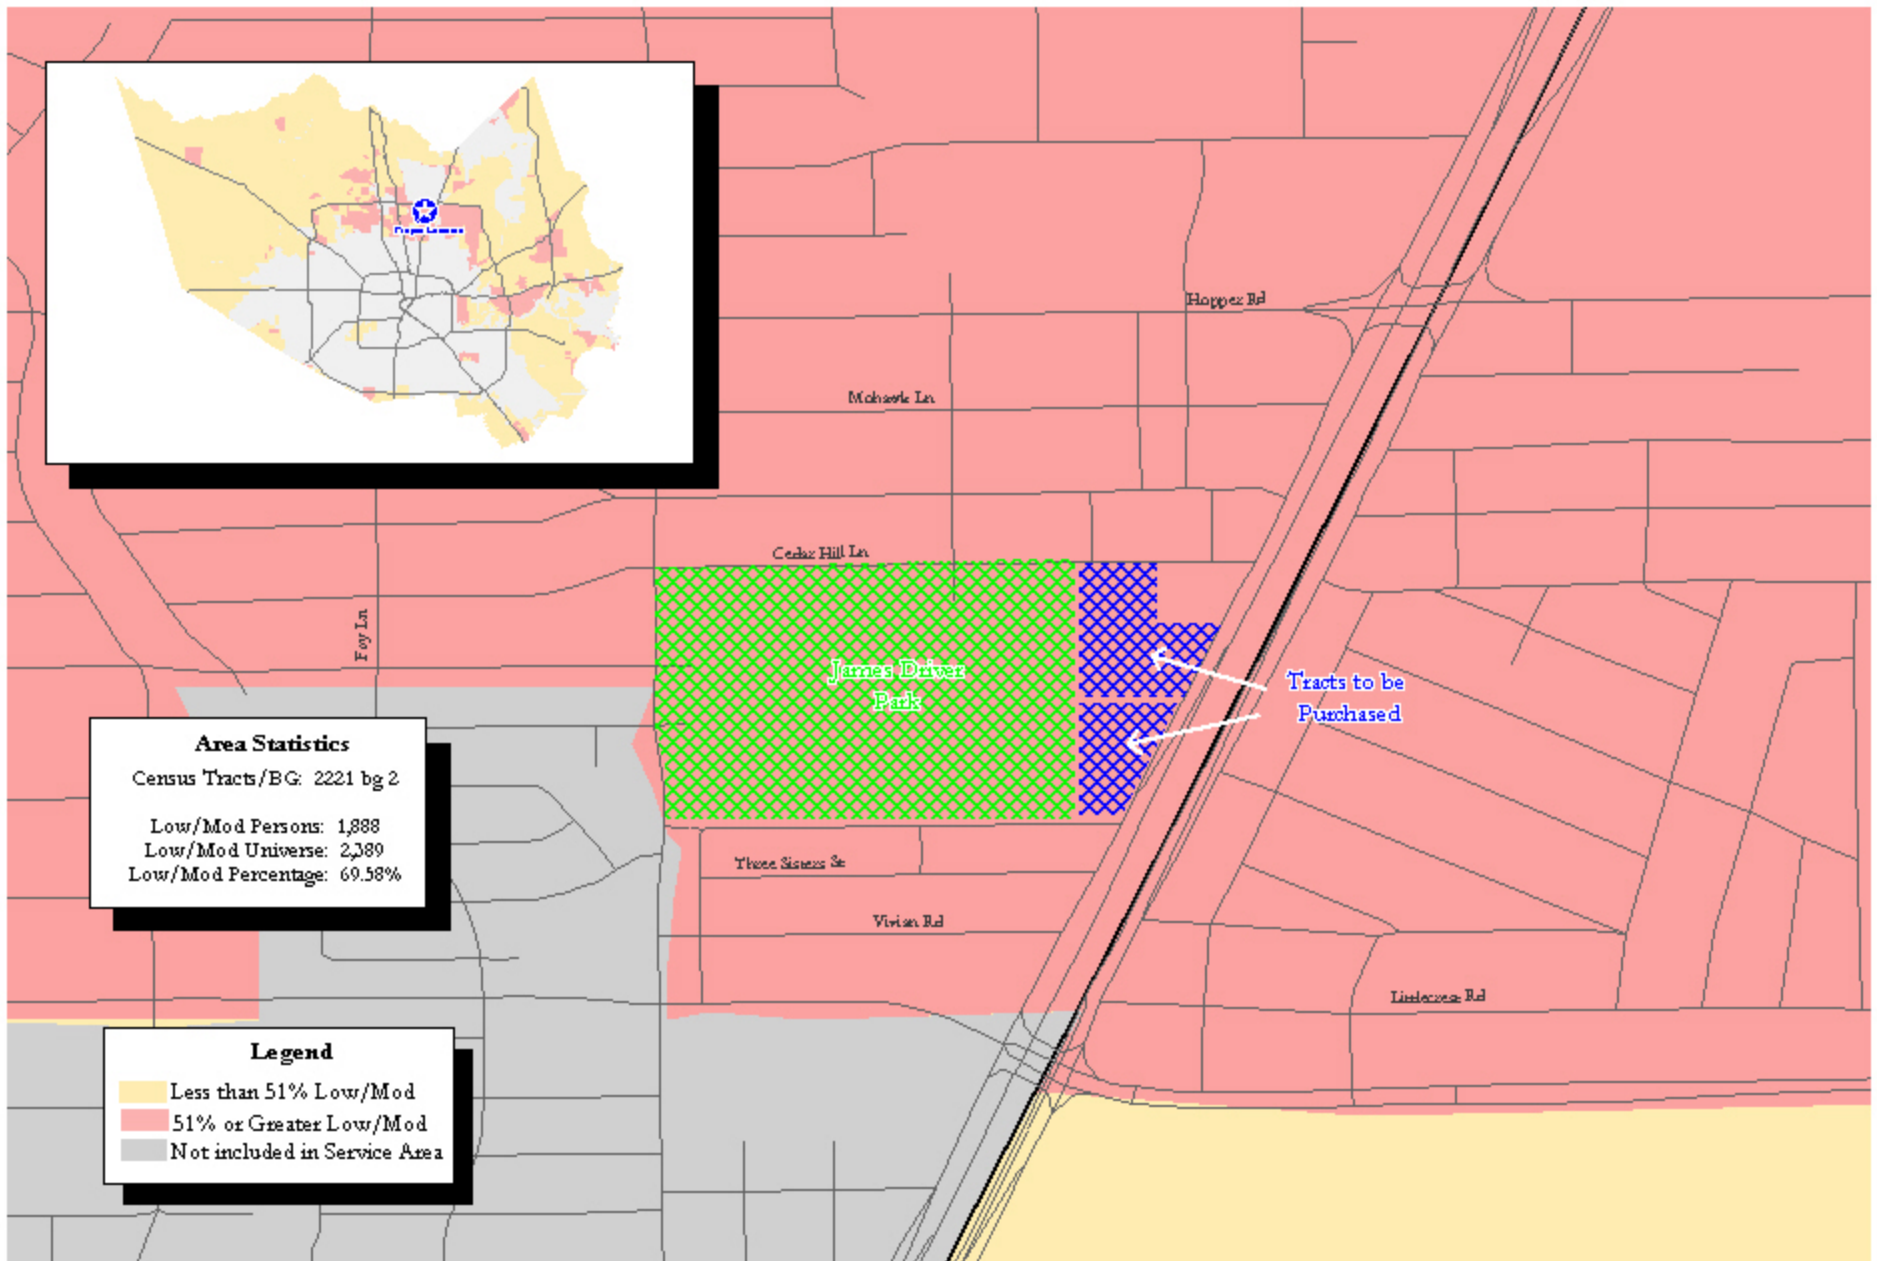 Hopper Rd
Mohawk Ln
Cedar Hill Ln
Foy Ln
James Driver
Park
Tracts to be
Purchased
Area Statistics
Census Tracts/BG: 2221 bg 2
Low/Mod Persons: 1,888
Low/Mod Universe: 2,389
Low/Mod Percentage: 69.58%
Three Sisters St
Vivian Rd
Rd
Legend
Less than 51% Low/Mod
51% or Greater Low/Mod
Not included in Service Area